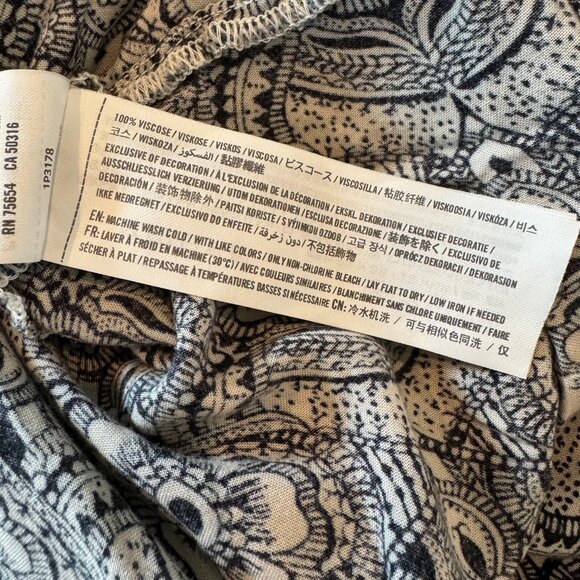 RN 75654 CA 50316
1P3178
100% VISCOSE / VISKOSE / VISKOS / VISCOSA / ビスコース / VISCOSILLA / 粘胶纤维 / VISKOOSIA / VISKÓZA / 비스
코스 / WISKOZA / الفسكوز / 黏膠纖維
EXCLUSIVE OF DECORATION / À L'EXCLUSION DE LA DÉCORATION / EKSKL. DEKORATION / EXCLUSIEF DECORATIE /
AUSSCHLIESSLICH VERZIERUNG / UTOM DEKORATIONEN / ESCLUSA DECORAZIONE / 装飾を除く / EXCLUSIVO DE
DECORACIÓN / 装饰物除外 / PAITSI KORISTE / S VÝJIMKOU OZDOB / 고급 장식 / OPRÓCZ DEKORACJI / DEKORASION
IKKE MEDREGNET / EXCLUSIVO DO ENFEITE / دون زخرفة / 不包括飾物
EN: MACHINE WASH COLD / WITH LIKE COLORS / ONLY NON-CHLORINE BLEACH / LAY FLAT TO DRY / LOW IRON IF NEEDED
FR: LAVER À FROID EN MACHINE (30°C) / AVEC COULEURS SIMILAIRES / BLANCHIMENT SANS CHLORE UNIQUEMENT / FAIRE
SÉCHER À PLAT / REPASSAGE À TEMPÉRATURES BASSES SI NÉCESSAIRE CN: 冷水机洗 / 可与相似色同洗 / 仅